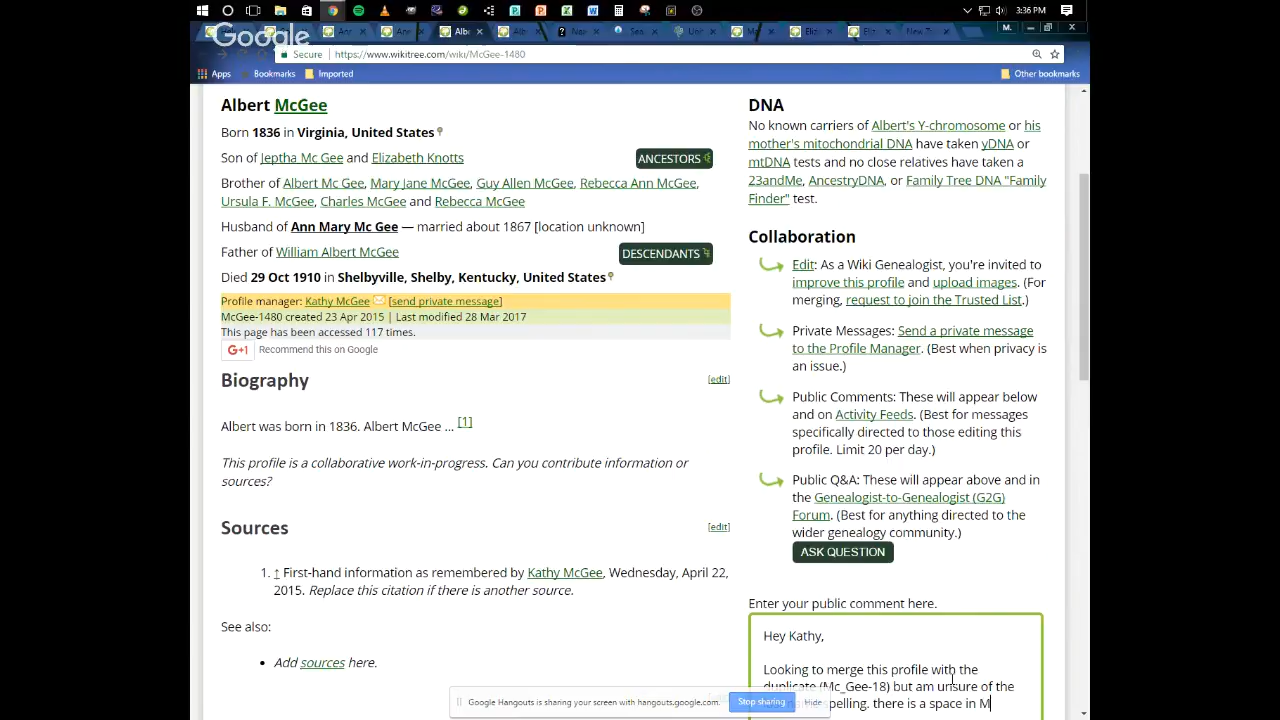 3:36 PM
Google
M.
Secure | https://www.wikitree.com/wiki/McGee-1480
Apps Bookmarks Imported Other bookmarks
Albert McGee
Born 1836 in Virginia, United States
Son of Jeptha Mc Gee and Elizabeth Knotts
ANCESTORS
Brother of Albert Mc Gee, Mary Jane McGee, Guy Allen McGee, Rebecca Ann McGee,
Ursula F. McGee, Charles McGee and Rebecca McGee
Husband of Ann Mary Mc Gee — married about 1867 [location unknown]
Father of William Albert McGee
DESCENDANTS
Died 29 Oct 1910 in Shelbyville, Shelby, Kentucky, United States
Profile manager: Kathy McGee [send private message]
McGee-1480 created 23 Apr 2015 | Last modified 28 Mar 2017
This page has been accessed 117 times.
G+1 Recommend this on Google
Biography [edit]
Albert was born in 1836. Albert McGee ... [1]
This profile is a collaborative work-in-progress. Can you contribute information or
sources?
Sources [edit]
1. ↑ First-hand information as remembered by Kathy McGee, Wednesday, April 22,
2015. Replace this citation if there is another source.
See also:
• Add sources here.
DNA
No known carriers of Albert's Y-chromosome or his
mother's mitochondrial DNA have taken yDNA or
mtDNA tests and no close relatives have taken a
23andMe, AncestryDNA, or Family Tree DNA "Family
Finder" test.
Collaboration
Edit: As a Wiki Genealogist, you're invited to
improve this profile and upload images. (For
merging, request to join the Trusted List.)
Private Messages: Send a private message
to the Profile Manager. (Best when privacy is
an issue.)
Public Comments: These will appear below
and on Activity Feeds. (Best for messages
specifically directed to those editing this
profile. Limit 20 per day.)
Public Q&A: These will appear above and in
the Genealogist-to-Genealogist (G2G)
Forum. (Best for anything directed to the
wider genealogy community.)
ASK QUESTION
Enter your public comment here.
Hey Kathy,
Looking to merge this profile with the
duplicate (Mc_Gee-18) but am unsure of the
spelling. there is a space in M
Google Hangouts is sharing your screen with hangouts.google.com. Stop sharing Hide